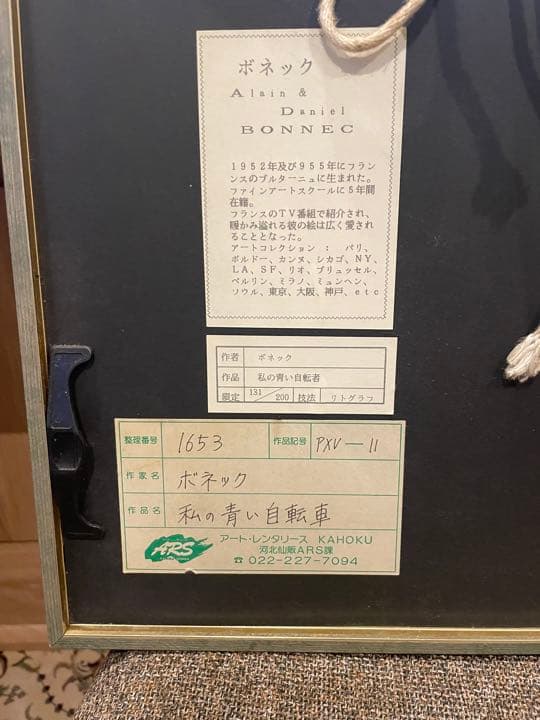 ボネック
Alain &
Daniel
BONNEC
1952年及び955年にフラン
ンスのブルターニュに生まれた。
ファインアートスクールに5年間
在籍。
フランスのTV番組で紹介され、
暖かみ溢れる彼の絵は広く愛され
ることとなった。
アートコレクション : パリ、
ボルドー、カンヌ、シカゴ、NY、
LA、SF、リオ、ブリュッセル、
ベルリン、ミラノ、ミュンヘン、
ソウル、東京、大阪、神戸、etc
作者 ボネック
作品 私の青い自転者
限定 131/200 技法 リトグラフ
整理番号 1653 作品記号 PXV-11
作家名 ボネック
作品名 私の青い自転車
ARS アート・レンタリース KAHOKU
河北仙販ARS課
☎022-227-7094